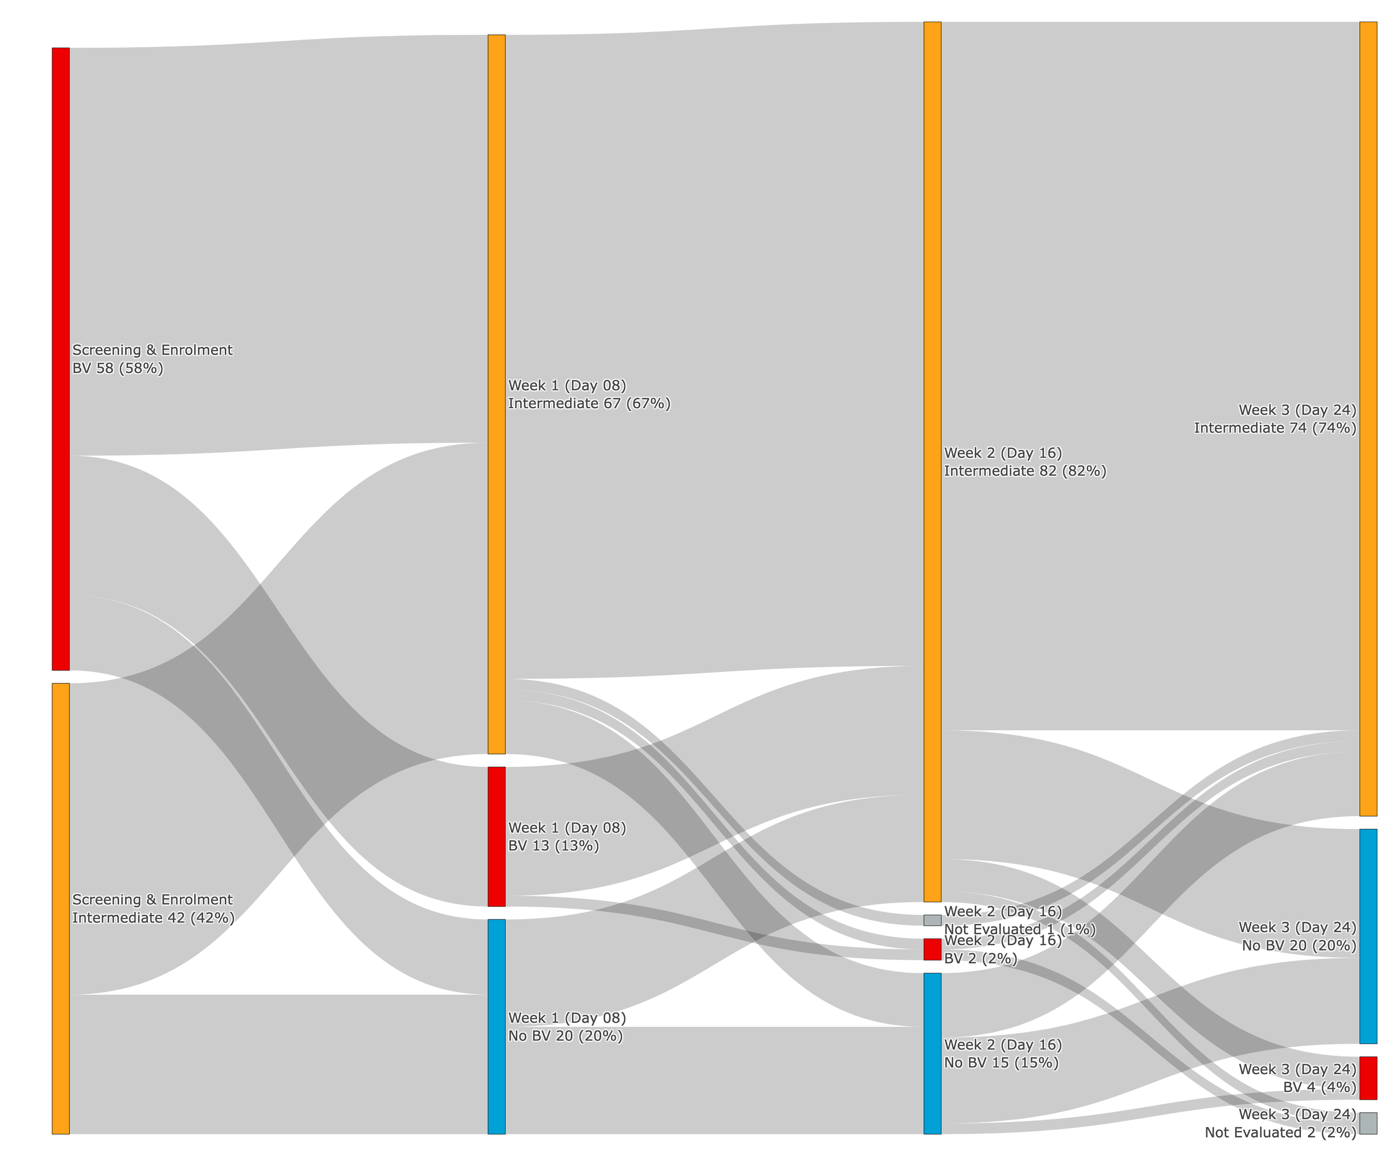 Screening & Enrolment
BV 58 (58%)
Screening & Enrolment
Intermediate 42 (42%)
Week 1 (Day 08)
Intermediate 67 (67%)
Week 1 (Day 08)
BV 13 (13%)
Week 1 (Day 08)
No BV 20 (20%)
Week 2 (Day 16)
Intermediate 82 (82%)
Week 2 (Day 16)
Not Evaluated 1 (1%)
Week 2 (Day 16)
BV 2 (2%)
Week 2 (Day 16)
No BV 15 (15%)
Week 3 (Day 24)
Intermediate 74 (74%)
Week 3 (Day 24)
No BV 20 (20%)
Week 3 (Day 24)
BV 4 (4%)
Week 3 (Day 24)
Not Evaluated 2 (2%)